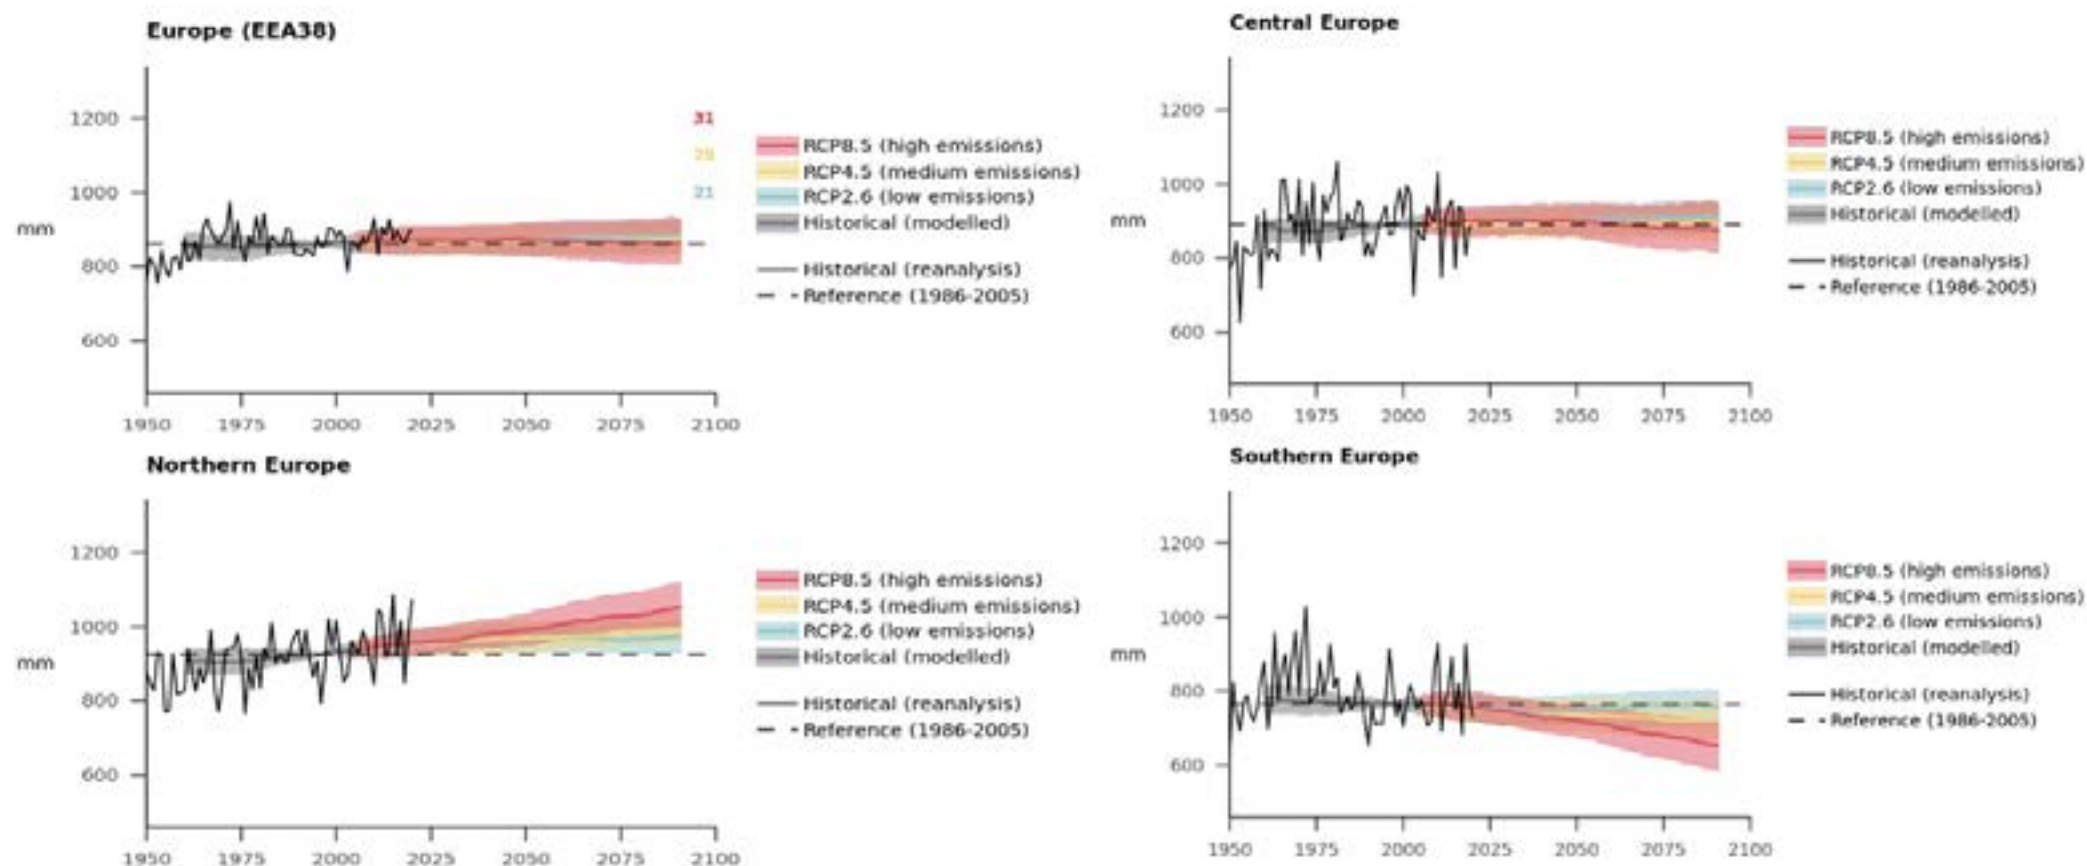 Europe (EEA38)
1200
1000
mm
800
600
1950 1975 2000 2025 2050 2075 2100
31
21
RCP8.5 (high emissions)
RCP4.5 (medium emissions)
RCP2.6 (low emissions)
Historical (modelled)
Historical (reanalysis)
Reference (1986-2005)
Central Europe
1200
1000
mm
800
600
1950 1975 2000 2025 2050 2075 2100
RCP8.5 (high emissions)
RCP4.5 (medium emissions)
RCP2.6 (low emissions)
Historical (modelled)
Historical (reanalysis)
Reference (1986-2005)
Northern Europe
1200
1000
mm
800
600
1950 1975 2000 2025 2050 2075 2100
RCP8.5 (high emissions)
RCP4.5 (medium emissions)
RCP2.6 (low emissions)
Historical (modelled)
Historical (reanalysis)
Reference (1986-2005)
Southern Europe
1200
1000
mm
800
600
1950 1975 2000 2025 2050 2075 2100
RCP8.5 (high emissions)
RCP4.5 (medium emissions)
RCP2.6 (low emissions)
Historical (modelled)
Historical (reanalysis)
Reference (1986-2005)